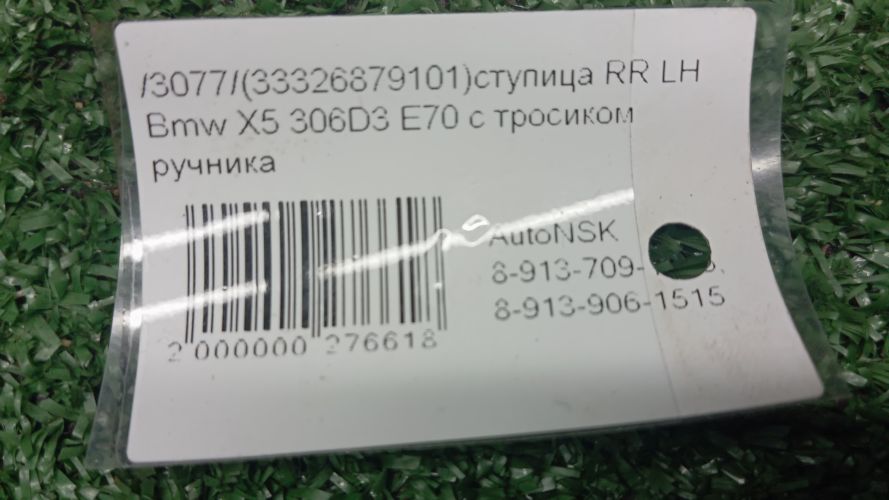 /3077/(33326879101)ступица RR LH
Bmw X5 306D3 E70 с тросиком
ручника
AutoNSK
8-913-709-
8-913-906-1515
2 000000 276618